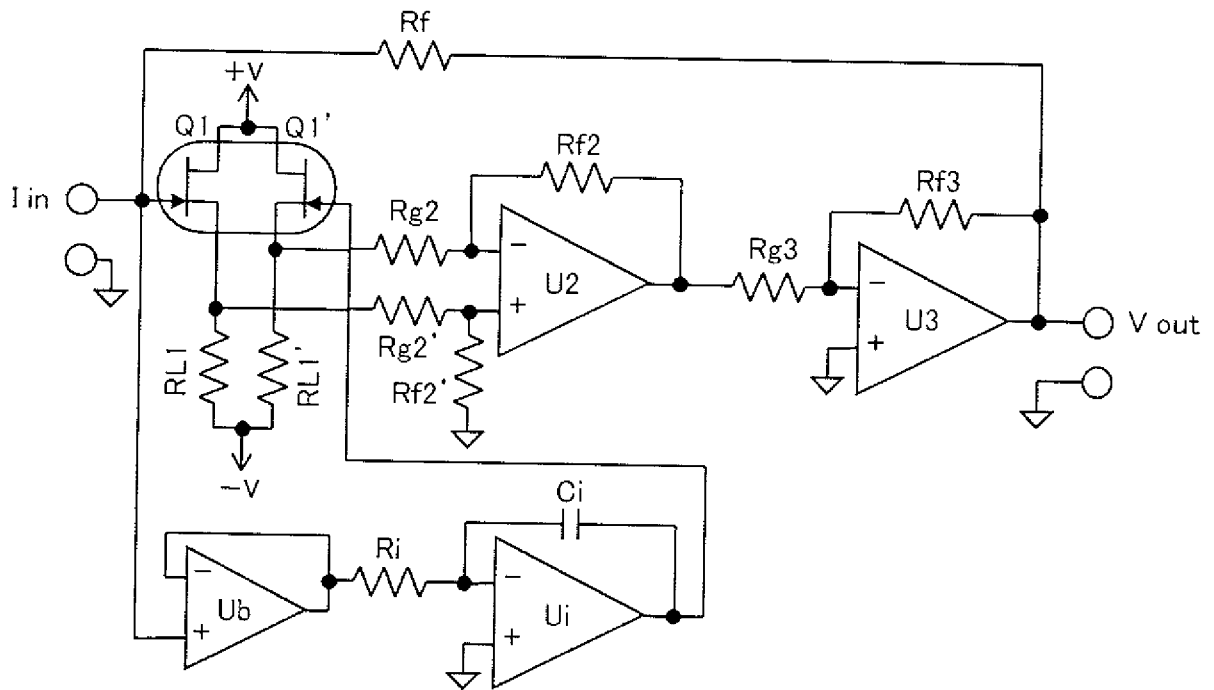 Rf
+V
Q1
Q1'
Rf2
Rf3
I in
Rg2
Rg3
−
U2
+
−
U3
+
V out
Rg2'
RL1
RL1'
Rf2'
−V
Ci
−
Ub
+
Ri
−
Ui
+